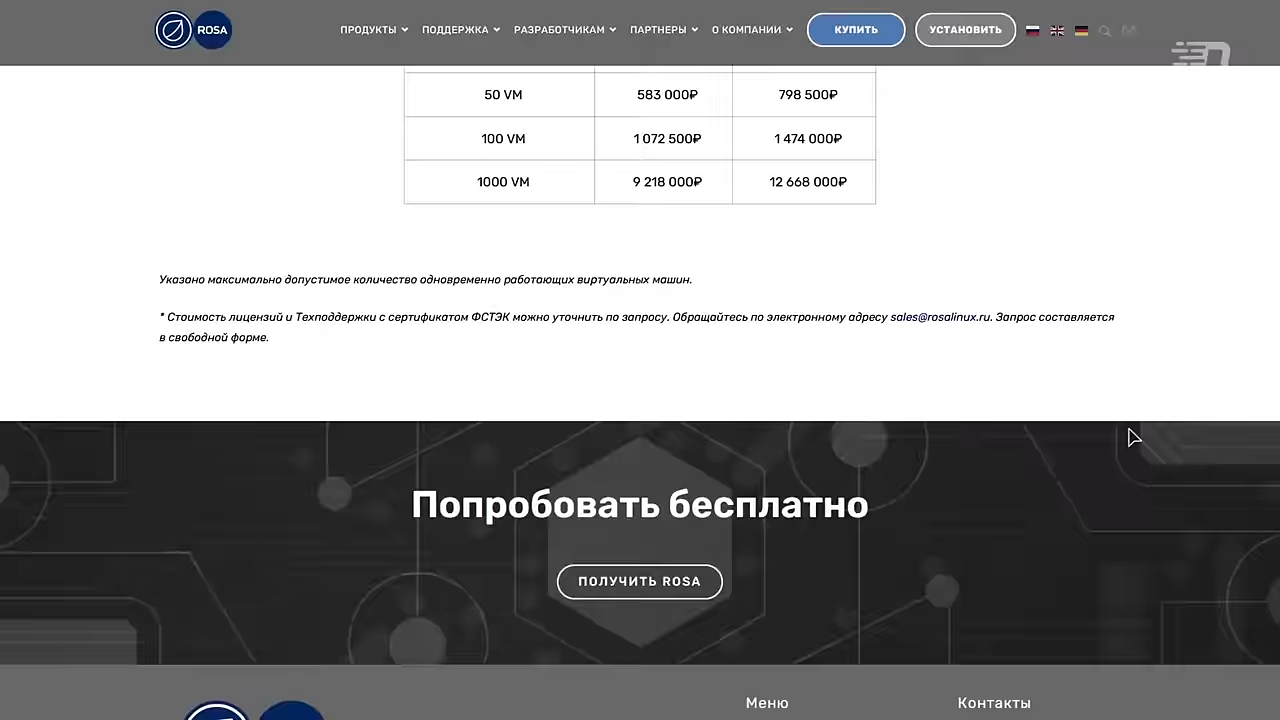 ROSA ПРОДУКТЫ ПОДДЕРЖКА РАЗРАБОТЧИКАМ ПАРТНЕРЫ О КОМПАНИИ КУПИТЬ УСТАНОВИТЬ
50 VM 583 000₽ 798 500₽
100 VM 1 072 500₽ 1 474 000₽
1000 VM 9 218 000₽ 12 668 000₽
Указано максимально допустимое количество одновременно работающих виртуальных машин.
* Стоимость лицензий и Техподдержки с сертификатом ФСТЭК можно уточнить по запросу. Обращайтесь по электронному адресу sales@rosalinux.ru. Запрос составляется
в свободной форме.
Попробовать бесплатно
ПОЛУЧИТЬ ROSA
Меню Контакты